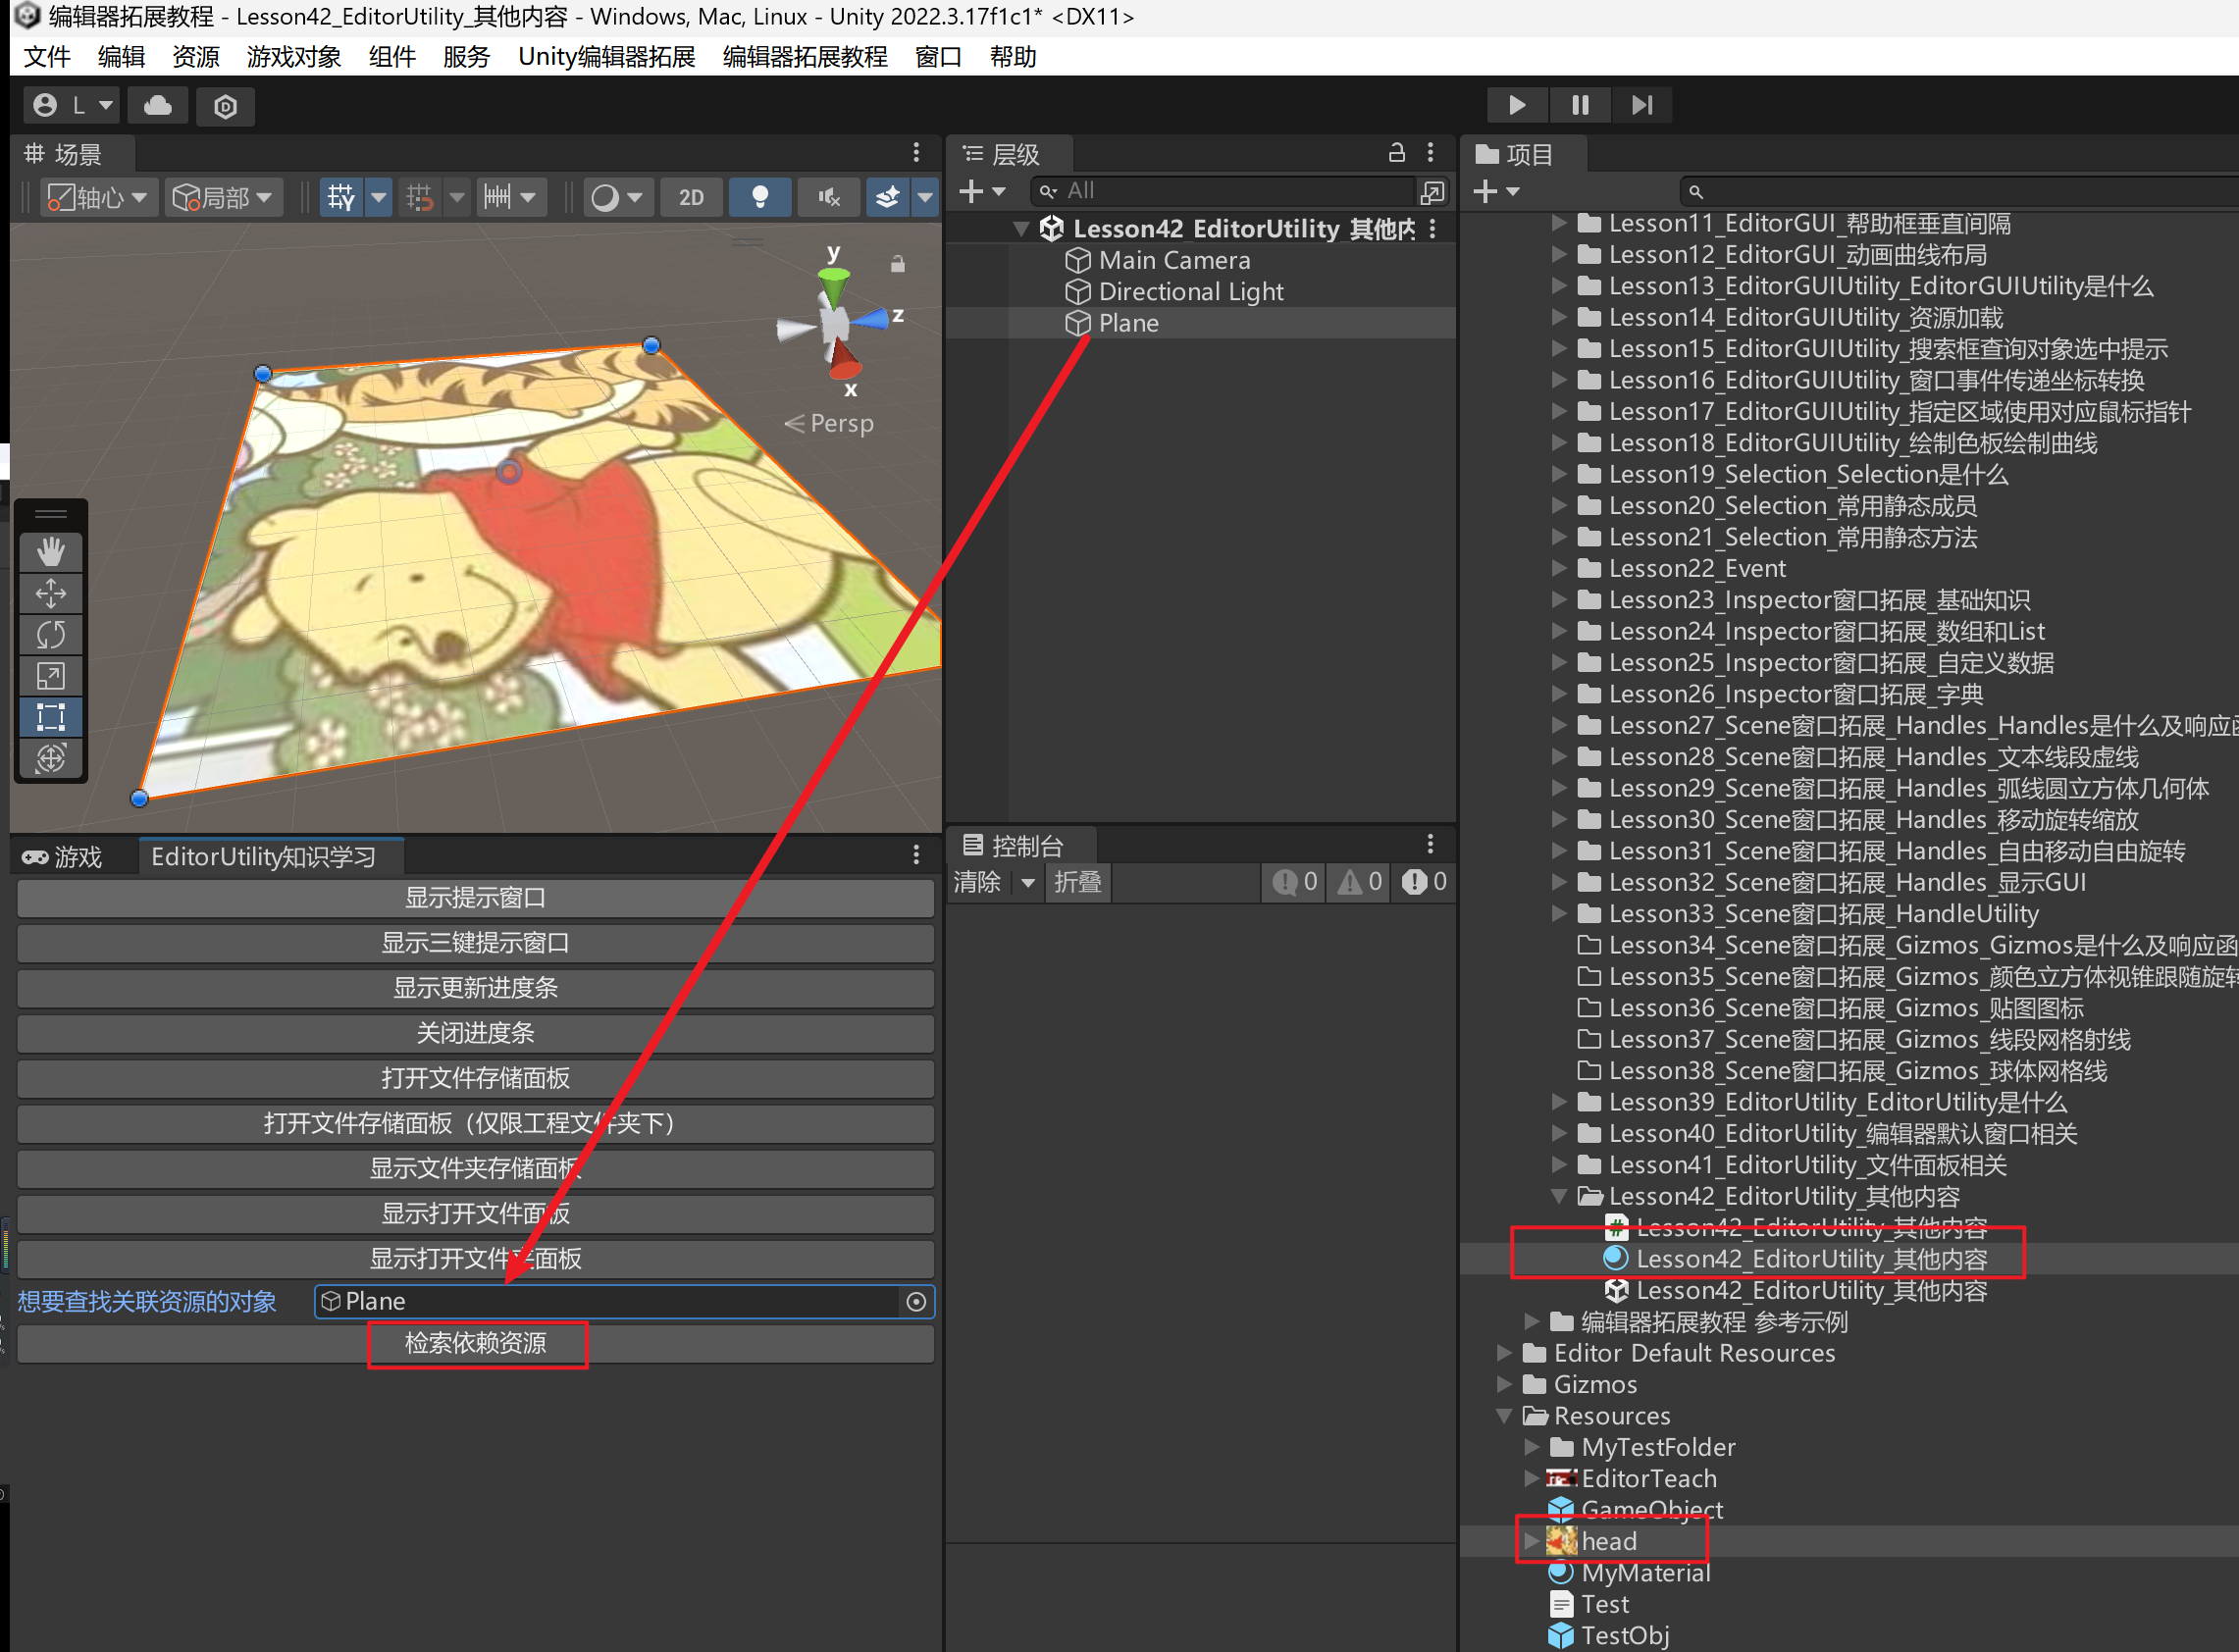 编辑器拓展教程 - Lesson42_EditorUtility_其他内容 - Windows, Mac, Linux - Unity 2022.3.17f1c1* <DX11>
文件 编辑 资源 游戏对象 组件 服务 Unity编辑器拓展 编辑器拓展教程 窗口 帮助
L
场景
轴心 局部 2D
y
z
x
Persp
层级
All
Lesson42_EditorUtility_其他内
Main Camera
Directional Light
Plane
游戏 EditorUtility知识学习
显示提示窗口
显示三键提示窗口
显示更新进度条
关闭进度条
打开文件存储面板
打开文件存储面板（仅限工程文件夹下）
显示文件夹存储面板
显示打开文件面板
显示打开文件夹面板
想要查找关联资源的对象 Plane
检索依赖资源
控制台
清除 折叠 0 0 0
项目
Lesson11_EditorGUI_帮助框垂直间隔
Lesson12_EditorGUI_动画曲线布局
Lesson13_EditorGUIUtility_EditorGUIUtility是什么
Lesson14_EditorGUIUtility_资源加载
Lesson15_EditorGUIUtility_搜索框查询对象选中提示
Lesson16_EditorGUIUtility_窗口事件传递坐标转换
Lesson17_EditorGUIUtility_指定区域使用对应鼠标指针
Lesson18_EditorGUIUtility_绘制色板绘制曲线
Lesson19_Selection_Selection是什么
Lesson20_Selection_常用静态成员
Lesson21_Selection_常用静态方法
Lesson22_Event
Lesson23_Inspector窗口拓展_基础知识
Lesson24_Inspector窗口拓展_数组和List
Lesson25_Inspector窗口拓展_自定义数据
Lesson26_Inspector窗口拓展_字典
Lesson27_Scene窗口拓展_Handles_Handles是什么及响应函
Lesson28_Scene窗口拓展_Handles_文本线段虚线
Lesson29_Scene窗口拓展_Handles_弧线圆立方体几何体
Lesson30_Scene窗口拓展_Handles_移动旋转缩放
Lesson31_Scene窗口拓展_Handles_自由移动自由旋转
Lesson32_Scene窗口拓展_Handles_显示GUI
Lesson33_Scene窗口拓展_HandleUtility
Lesson34_Scene窗口拓展_Gizmos_Gizmos是什么及响应函
Lesson35_Scene窗口拓展_Gizmos_颜色立方体视锥跟随旋转
Lesson36_Scene窗口拓展_Gizmos_贴图图标
Lesson37_Scene窗口拓展_Gizmos_线段网格射线
Lesson38_Scene窗口拓展_Gizmos_球体网格线
Lesson39_EditorUtility_EditorUtility是什么
Lesson40_EditorUtility_编辑器默认窗口相关
Lesson41_EditorUtility_文件面板相关
Lesson42_EditorUtility_其他内容
Lesson42_EditorUtility_其他内容
Lesson42_EditorUtility_其他内容
Lesson42_EditorUtility_其他内容
编辑器拓展教程 参考示例
Editor Default Resources
Gizmos
Resources
MyTestFolder
EditorTeach
GameObject
head
MyMaterial
Test
TestObj